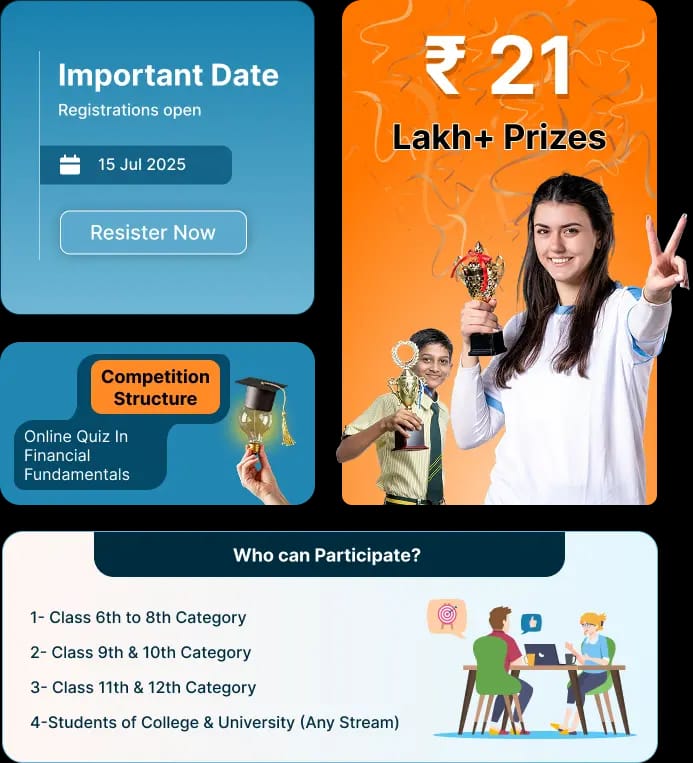 Important Date
Registrations open
15 Jul 2025
Resister Now
₹ 21
Lakh+ Prizes
Competition
Structure
Online Quiz In
Financial
Fundamentals
Who can Participate?
1- Class 6th to 8th Category
2- Class 9th & 10th Category
3- Class 11th & 12th Category
4-Students of College & University (Any Stream)